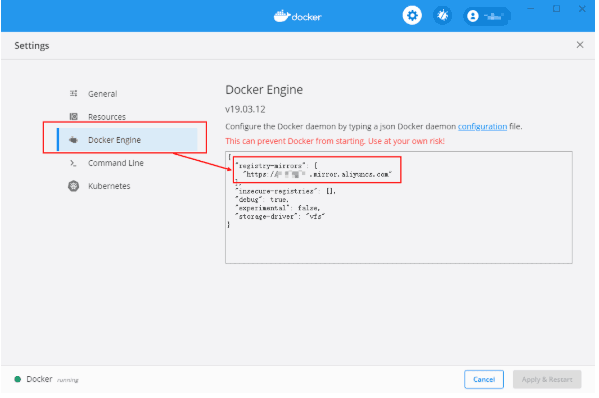 docker
Settings
General
Resources
Docker Engine
Command Line
Kubernetes
Docker Engine
v19.03.12
Configure the Docker daemon by typing a json Docker daemon configuration file.
This can prevent Docker from starting. Use at your own risk!
{
"registry-mirrors": [
"https:// .mirror.aliyuncs.com"
],
"insecure-registries": [],
"debug": true,
"experimental": false,
"storage-driver": "vfs"
}
Docker running
Cancel
Apply & Restart